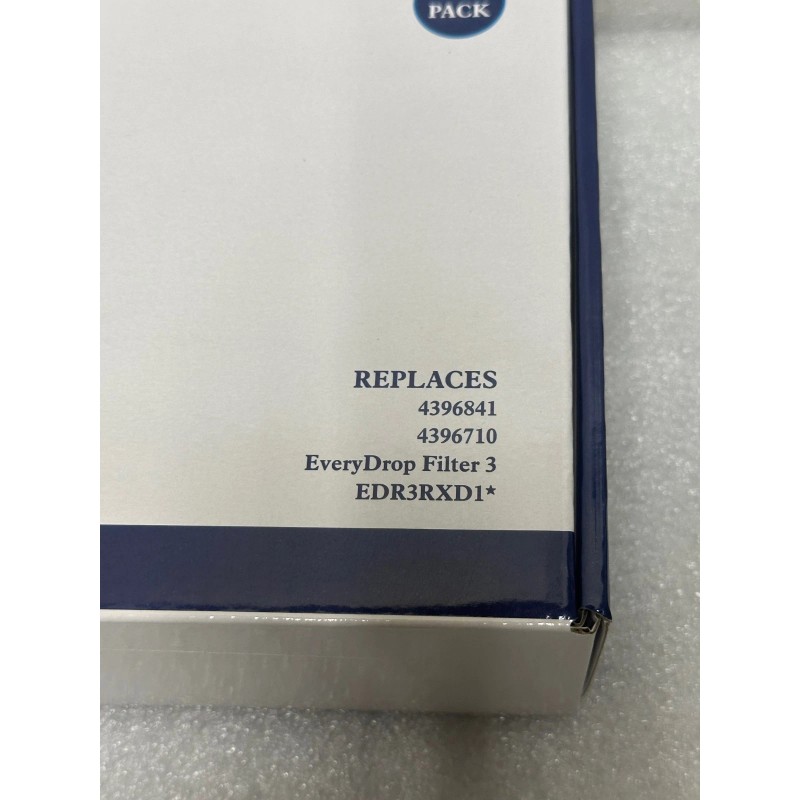 PACK
REPLACES
4396841
4396710
EveryDrop Filter 3
EDR3RXD1*